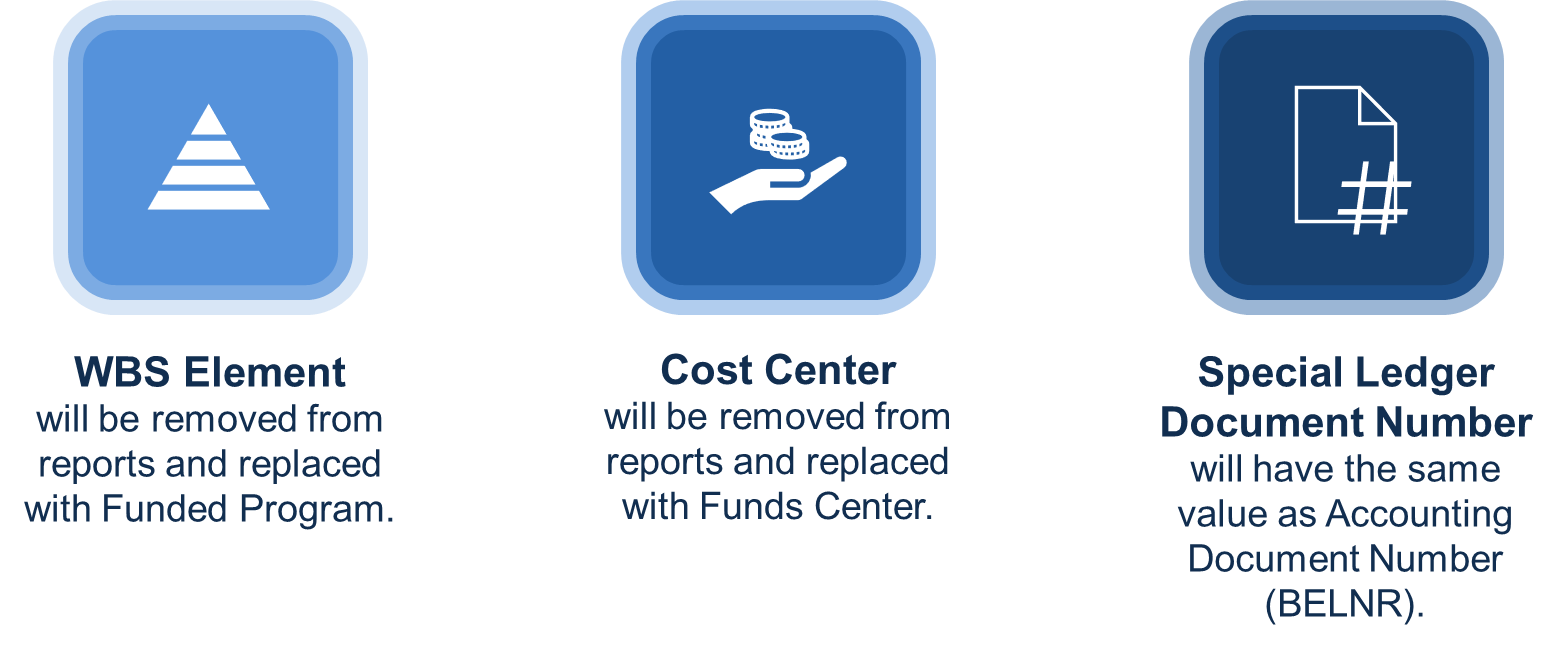 WBS Element
will be removed from
reports and replaced
with Funded Program.
Cost Center
will be removed from
reports and replaced
with Funds Center.
#
Special Ledger
Document Number
will have the same
value as Accounting
Document Number
(BELNR).